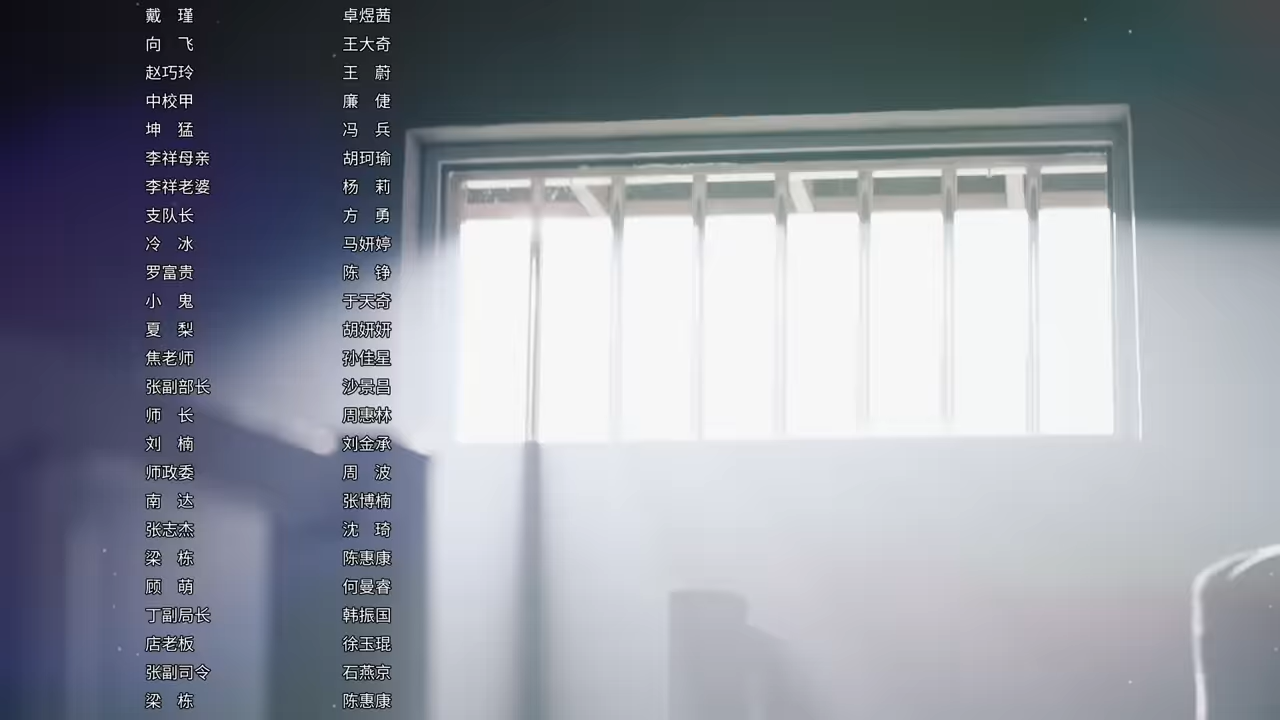 戴　瑾　卓煜茜
向　飞　王大奇
赵巧玲　王　蔚
中校甲　廉　倢
坤　猛　冯　兵
李祥母亲　胡珂瑜
李祥老婆　杨　莉
支队长　方　勇
冷　冰　马妍婷
罗富贵　陈　铮
小　鬼　于天奇
夏　梨　胡妍妍
焦老师　孙佳星
张副部长　沙景昌
师　长　周惠林
刘　楠　刘金承
师政委　周　波
南　达　张博楠
张志杰　沈　琦
梁　栋　陈惠康
顾　萌　何曼睿
丁副局长　韩振国
店老板　徐玉琨
张副司令　石燕京
梁　栋　陈惠康